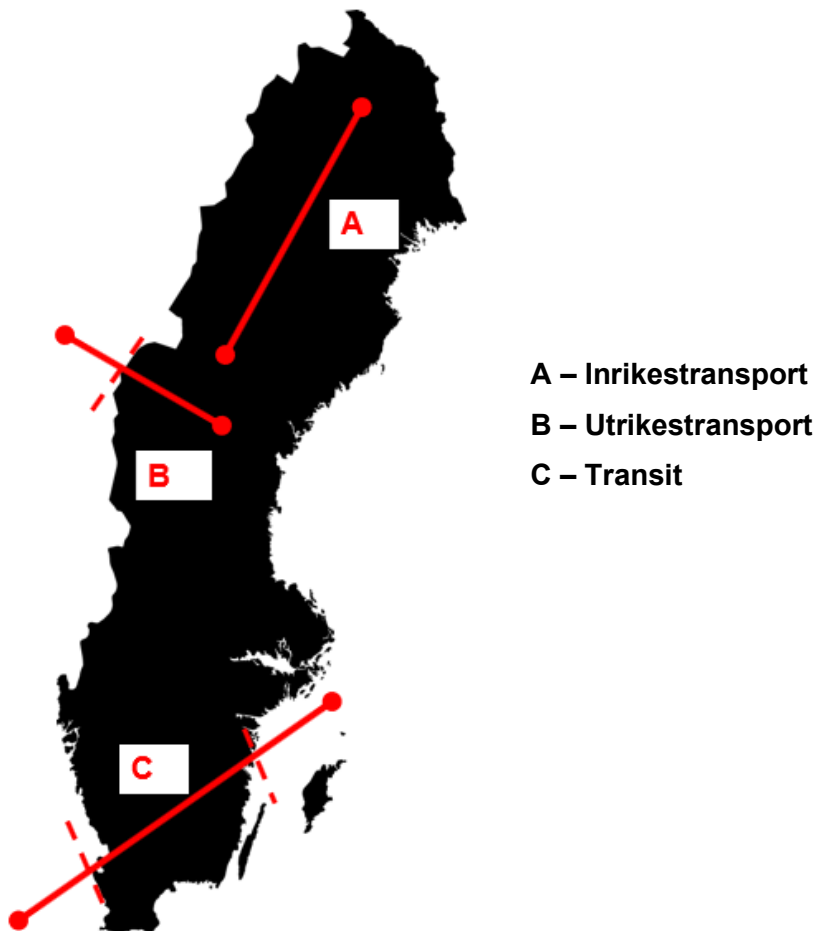 A
B
C
A – Inrikestransport
B – Utrikestransport
C – Transit